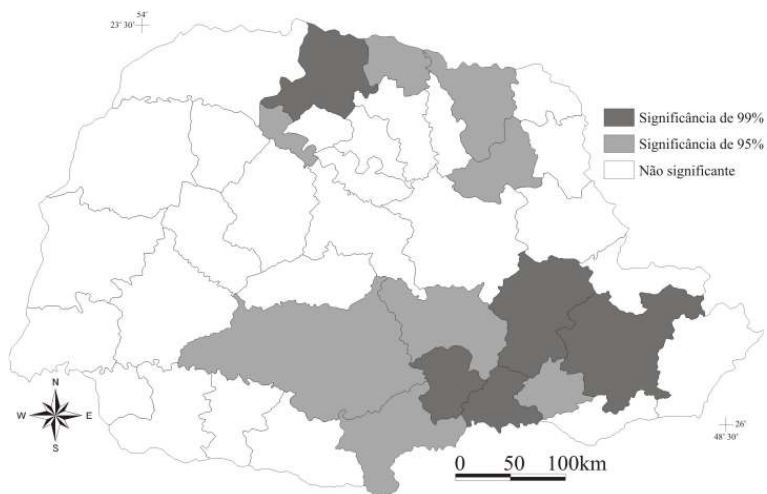 54'
23° 30'
Significância de 99%
Significância de 95%
Não significante
N
W E
S
26'
48° 30'
0 50 100km